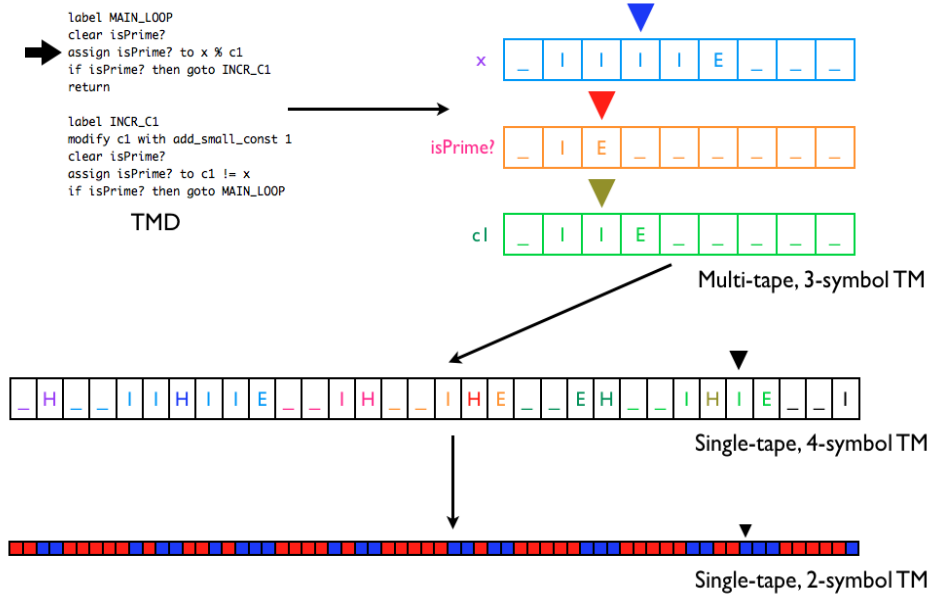 label MAIN_LOOP
clear isPrime?
assign isPrime? to x % c1
if isPrime? then goto INCR_C1
return
label INCR_C1
modify c1 with add_small_const 1
clear isPrime?
assign isPrime? to c1 != x
if isPrime? then goto MAIN_LOOP
TMD
x _ I I I I E _ _ _
isPrime? _ I E _ _ _ _ _ _
c1 _ I I E _ _ _ _ _
Multi-tape, 3-symbol TM
_ H _ _ I I H I I E _ _ I H _ _ I H E _ _ E H _ _ I H I E _ _ I
Single-tape, 4-symbol TM
Single-tape, 2-symbol TM